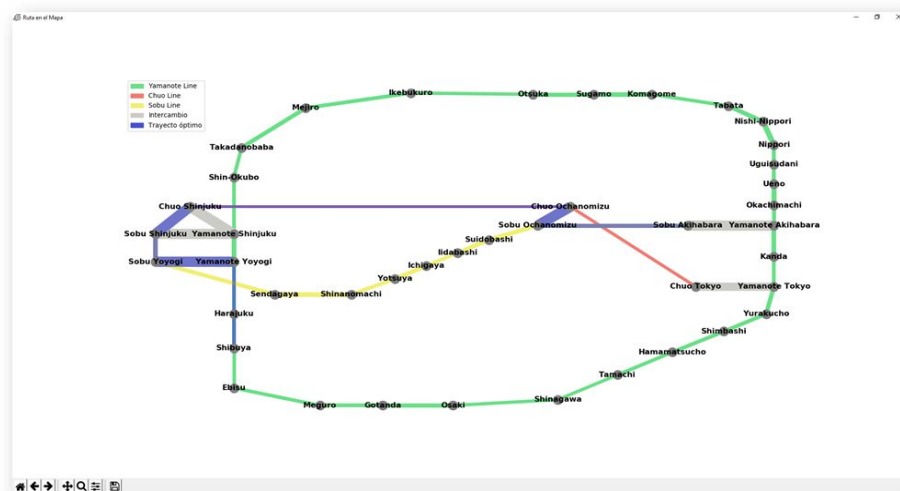 Ruta en el Mapa
Yamanote Line
Chuo Line
Sobu Line
Intercambio
Trayecto óptimo
Ikebukuro
Otsuka
Sugamo
Komagome
Mejiro
Tabata
Nishi-Nippori
Takadanobaba
Nippori
Uguisudani
Shin-Okubo
Ueno
Chuo Shinjuku
Chuo Ochanomizu
Okachimachi
Sobu Ochanomizu
Sobu Akihabara
Yamanote Akihabara
Sobu Shinjuku
Yamanote Shinjuku
Suidobashi
Iidabashi
Kanda
Sobu Yoyogi
Yamanote Yoyogi
Ichigaya
Yotsuya
Chuo Tokyo
Yamanote Tokyo
Sendagaya
Shinanomachi
Harajuku
Yurakucho
Shimbashi
Shibuya
Hamamatsucho
Tamachi
Ebisu
Shinagawa
Meguro
Gotanda
Osaki